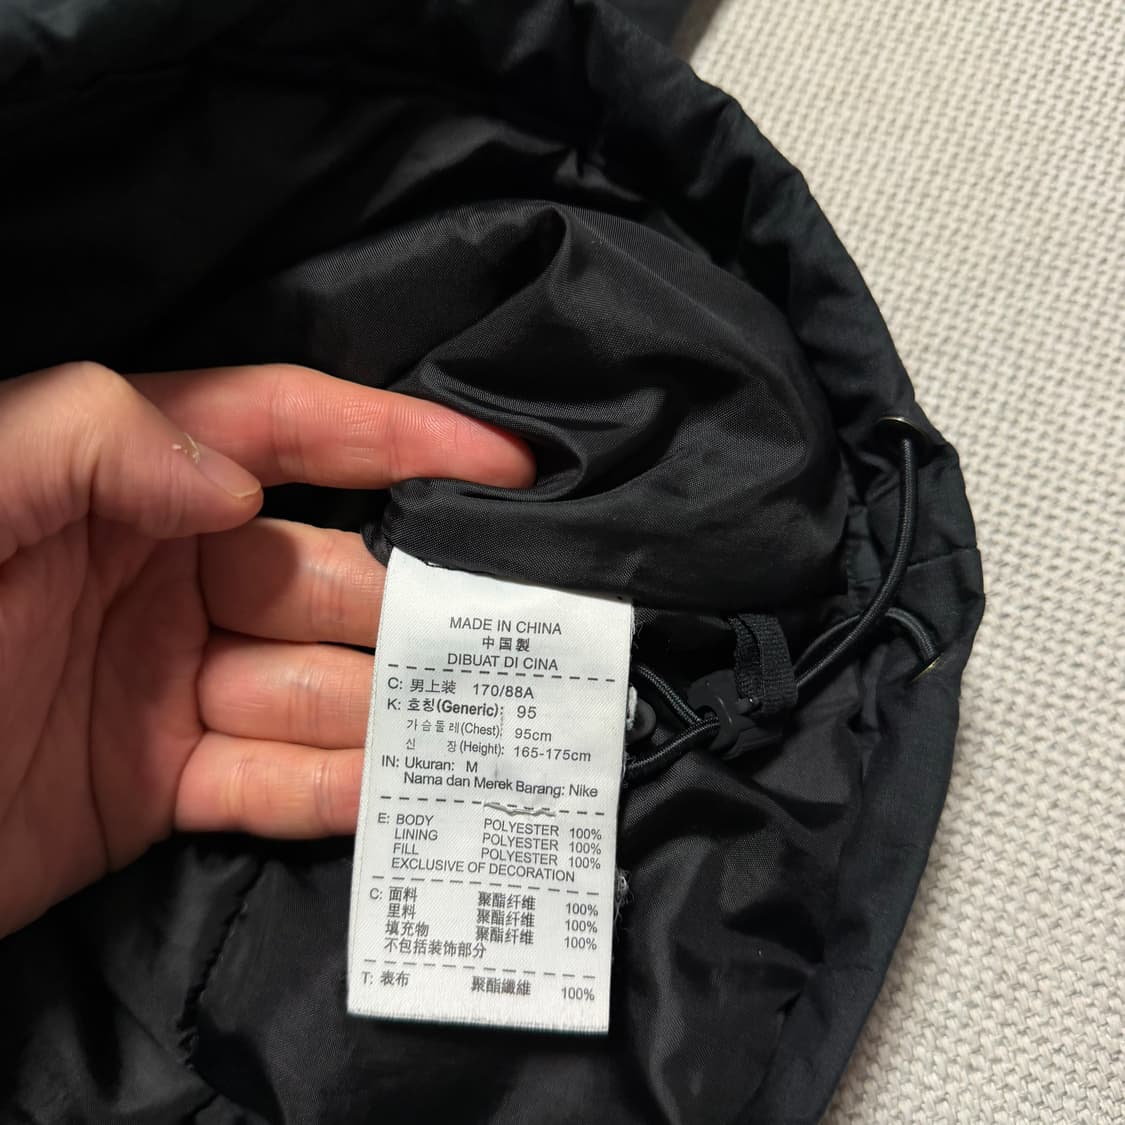 MADE IN CHINA
中国製
DIBUAT DI CINA
C: 男上装 170/88A
K: 호칭(Generic): 95
가슴둘레(Chest): 95cm
신 장(Height): 165-175cm
IN: Ukuran: M
Nama dan Merek Barang: Nike
E: BODY POLYESTER 100%
LINING POLYESTER 100%
FILL POLYESTER 100%
EXCLUSIVE OF DECORATION
C: 面料 聚酯纤维 100%
里料 聚酯纤维 100%
填充物 聚酯纤维 100%
不包括装饰部分
T: 表布 聚酯纖維 100%